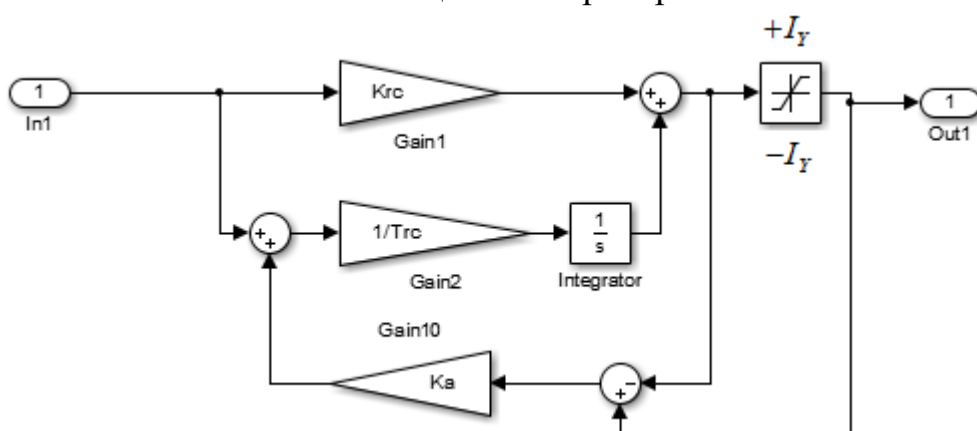 +I_Y
1
In1
Krc
Gain1
1
Out1
-I_Y
1/Trc
Gain2
1
s
Integrator
Gain10
Ka